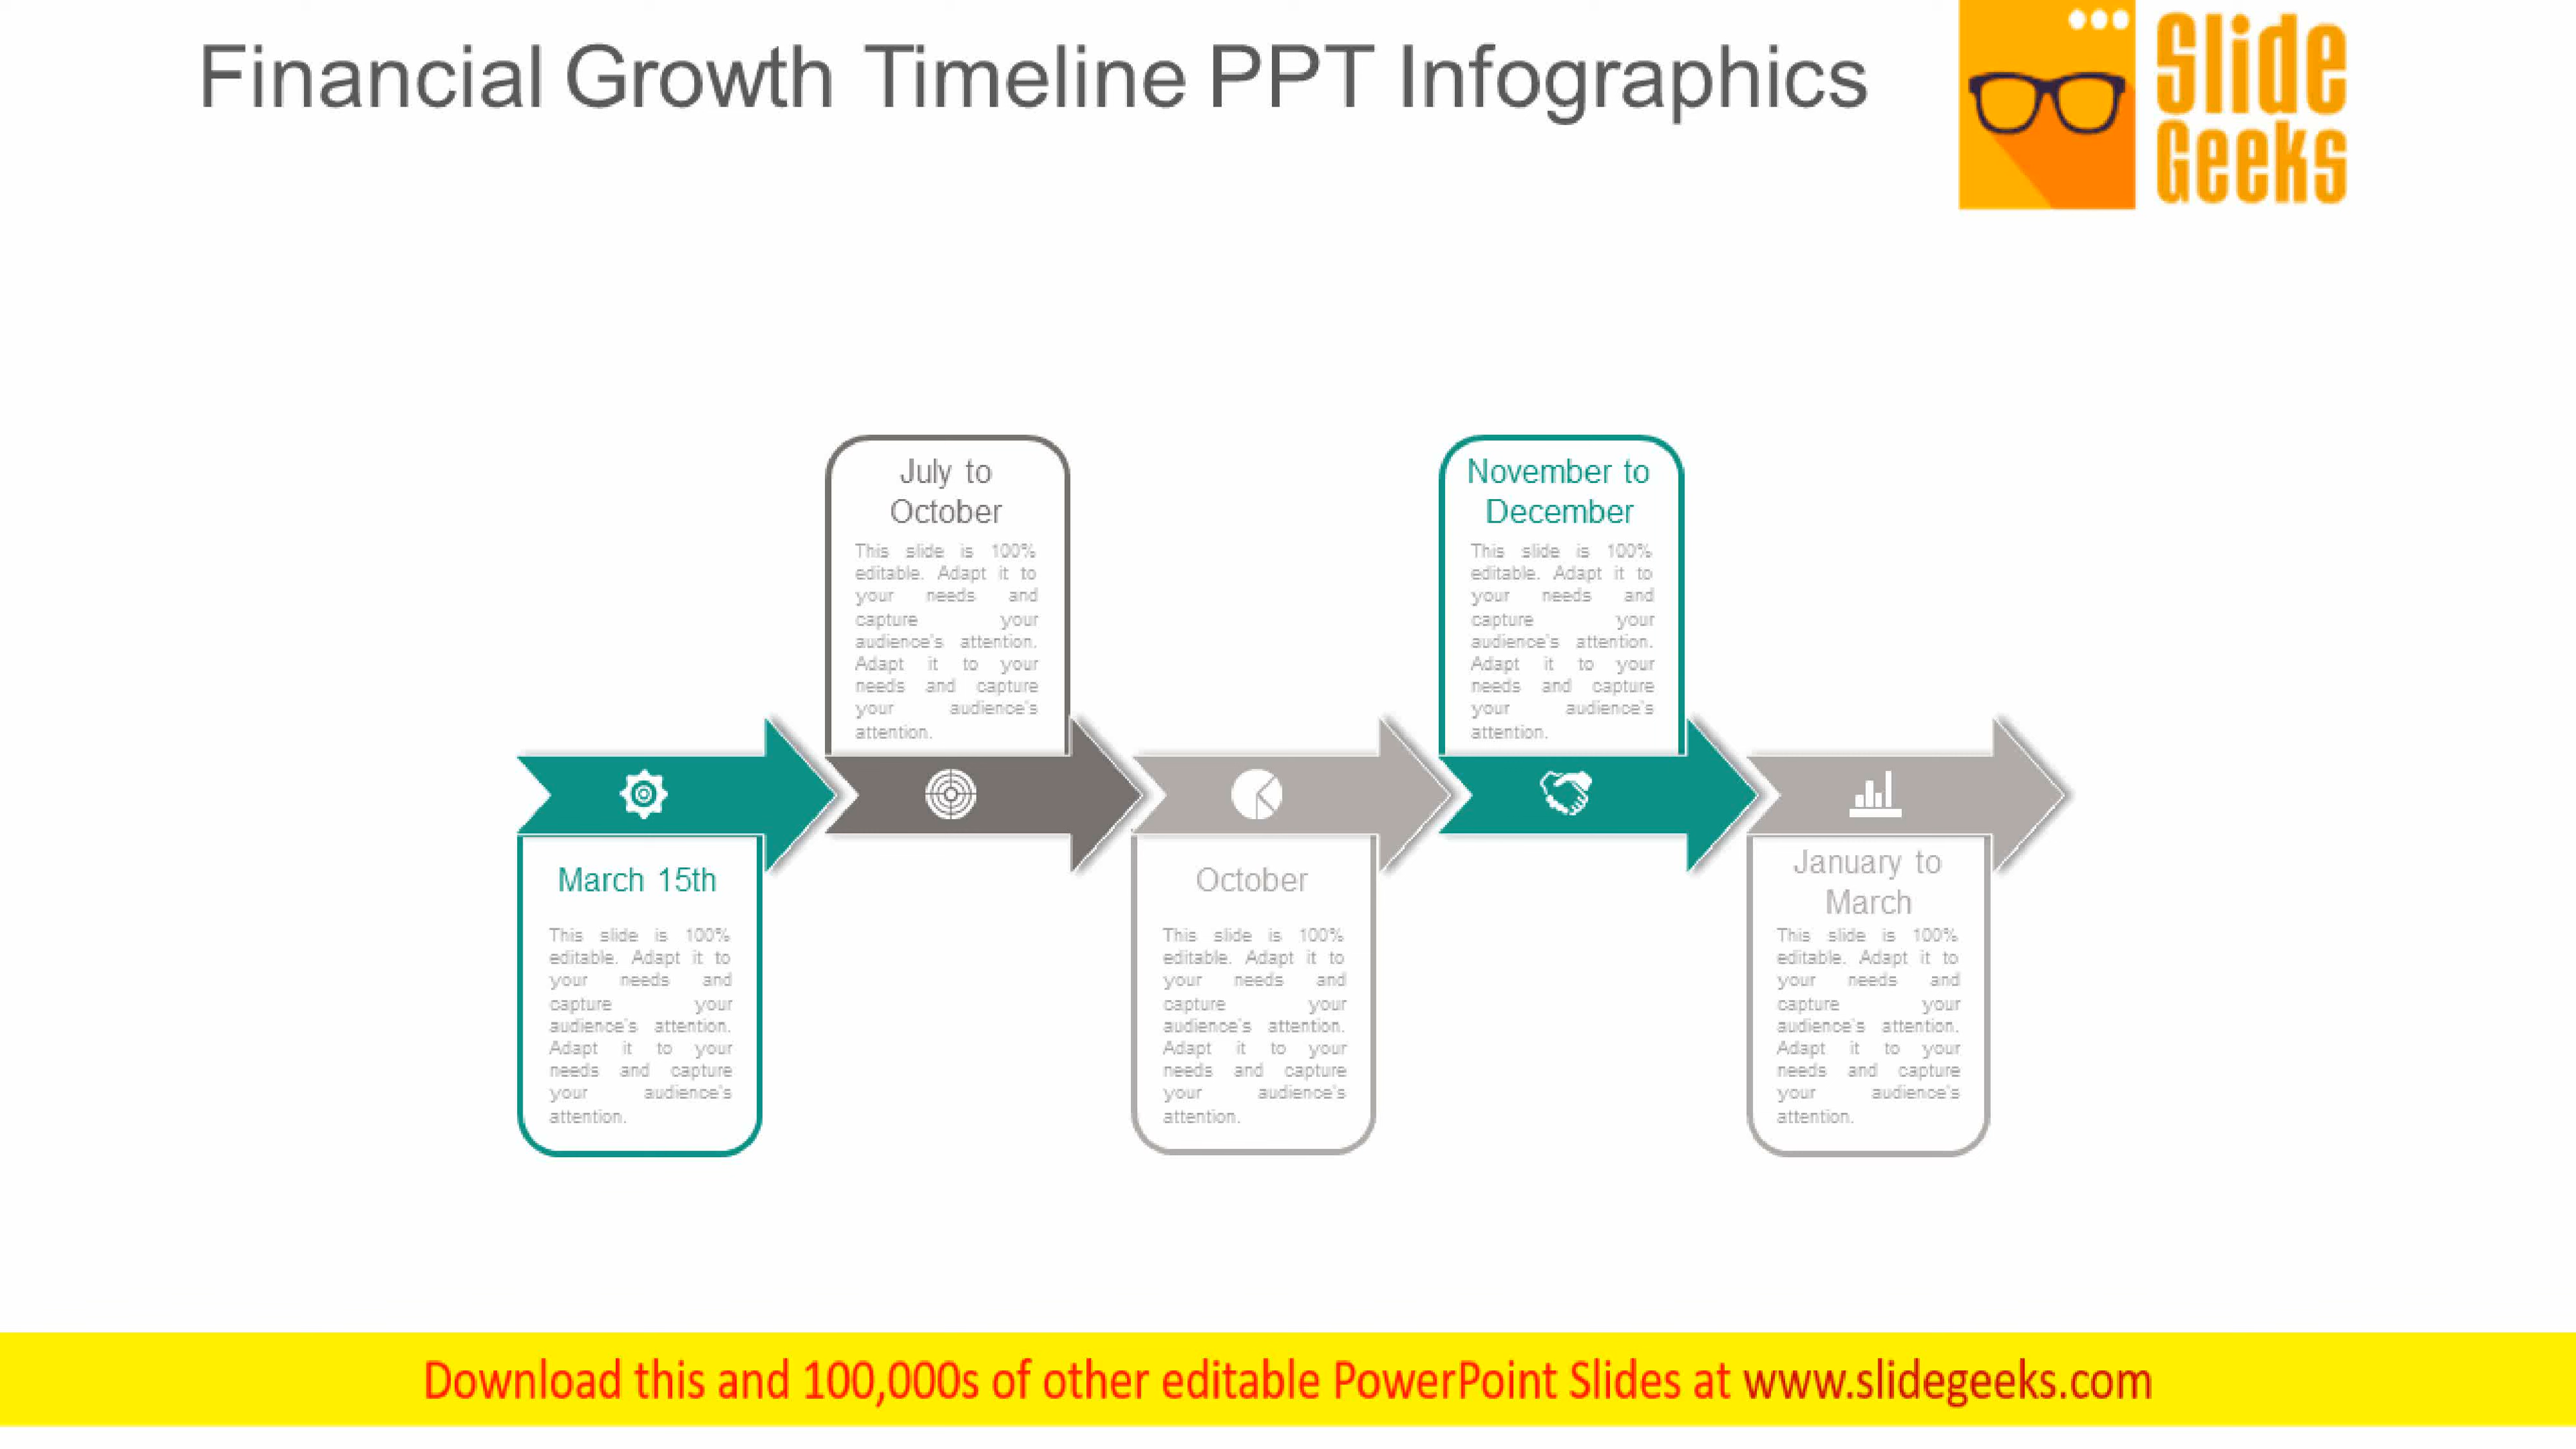 Financial Growth Timeline PPT Infographics
Slide
Geeks
July to
October
This slide is 100%
editable. Adapt it to
your needs and
capture your
audience's attention.
Adapt it to your
needs and capture
your audience's
attention.
November to
December
This slide is 100%
editable. Adapt it to
your needs and
capture your
audience's attention.
Adapt it to your
needs and capture
your audience's
attention.
March 15th
This slide is 100%
editable. Adapt it to
your needs and
capture your
audience's attention.
Adapt it to your
needs and capture
your audience's
attention.
October
This slide is 100%
editable. Adapt it to
your needs and
capture your
audience's attention.
Adapt it to your
needs and capture
your audience's
attention.
January to
March
This slide is 100%
editable. Adapt it to
your needs and
capture your
audience's attention.
Adapt it to your
needs and capture
your audience's
attention.
Download this and 100,000s of other editable PowerPoint Slides at www.slidegeeks.com